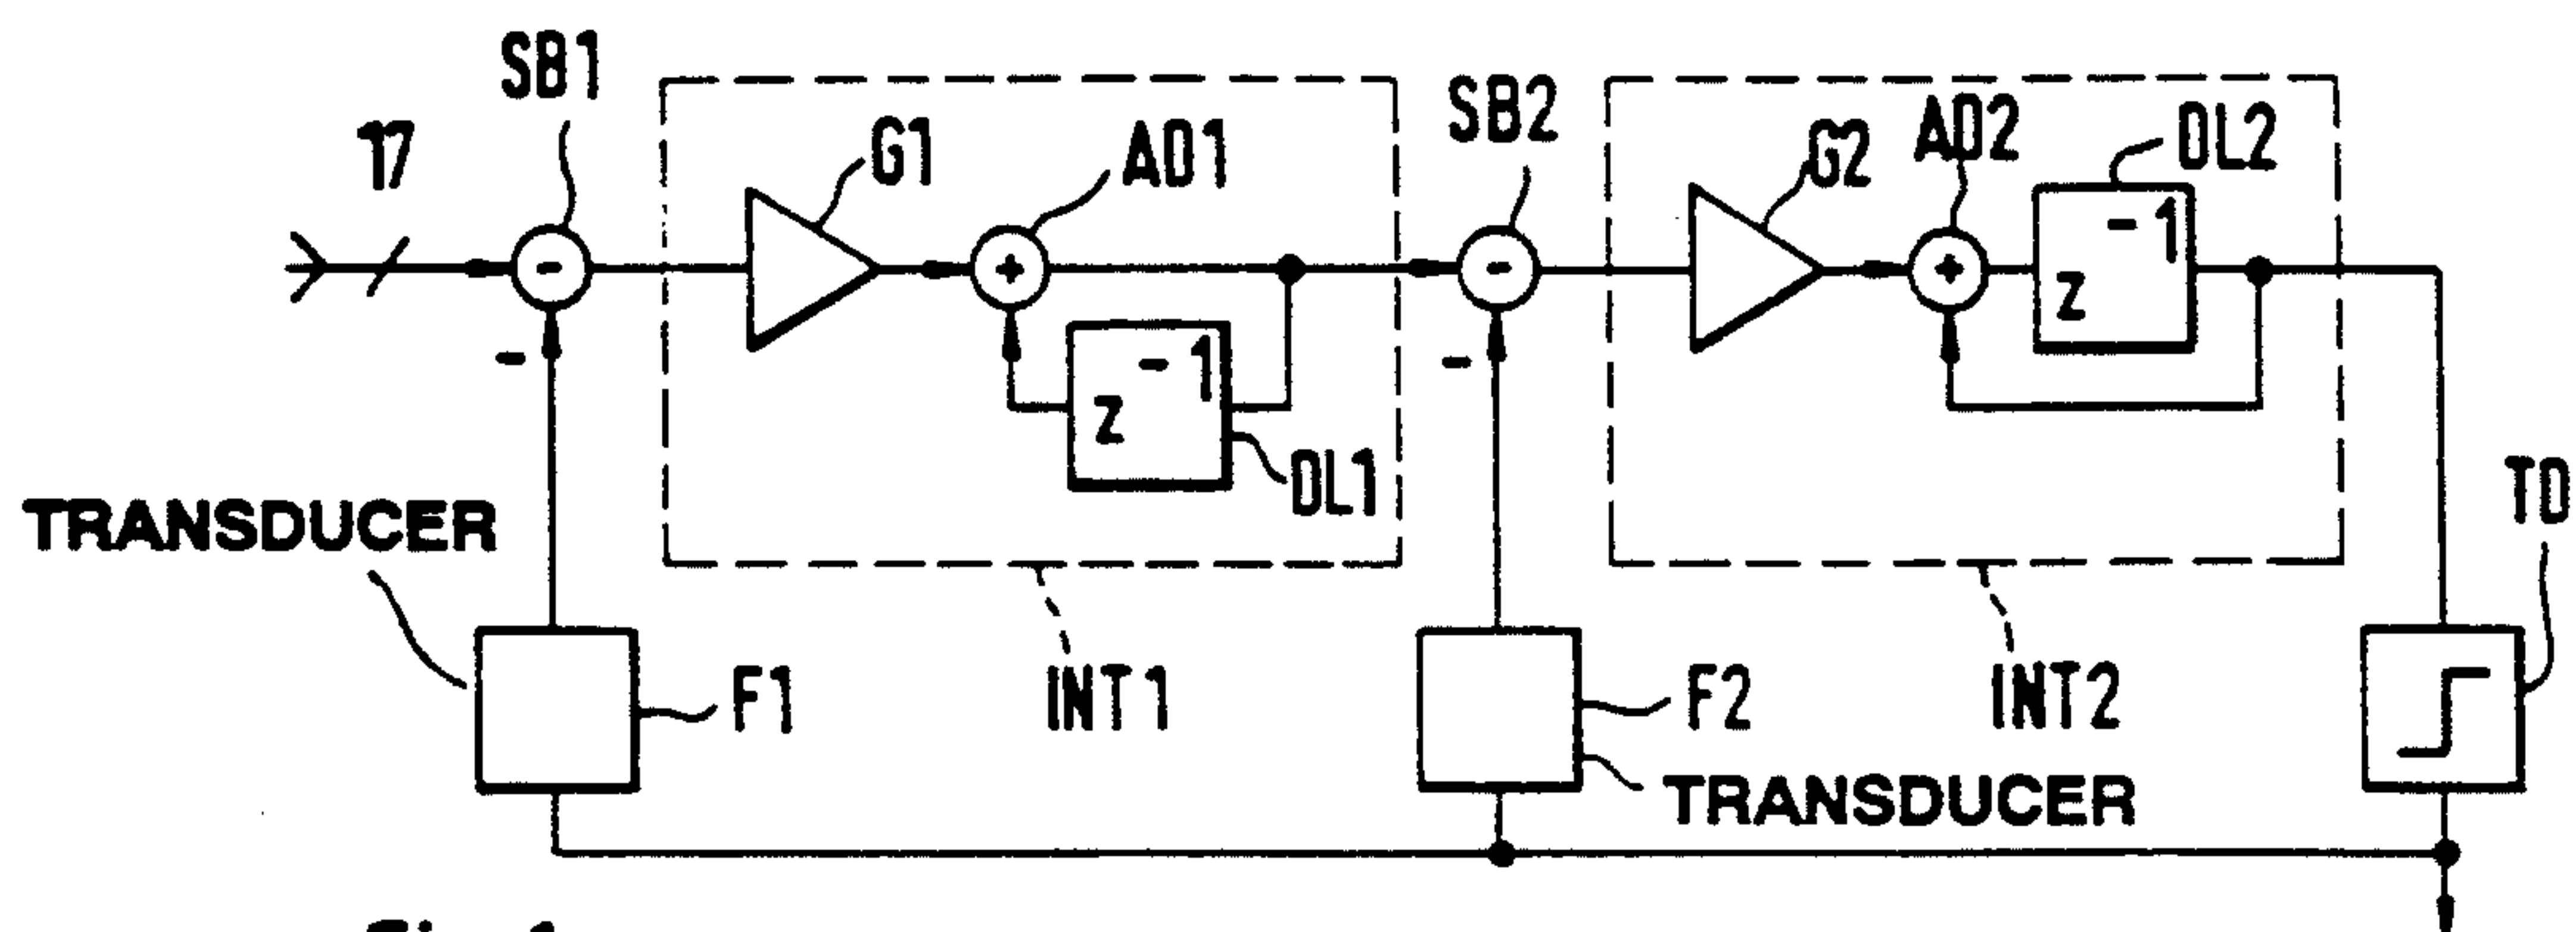 SB1
17
G1
AD1
SB2
G2
AD2
DL2
-
+
-
+
z -1
-
z -1
-
DL1
TRANSDUCER
TD
F1
INT1
F2
INT2
TRANSDUCER